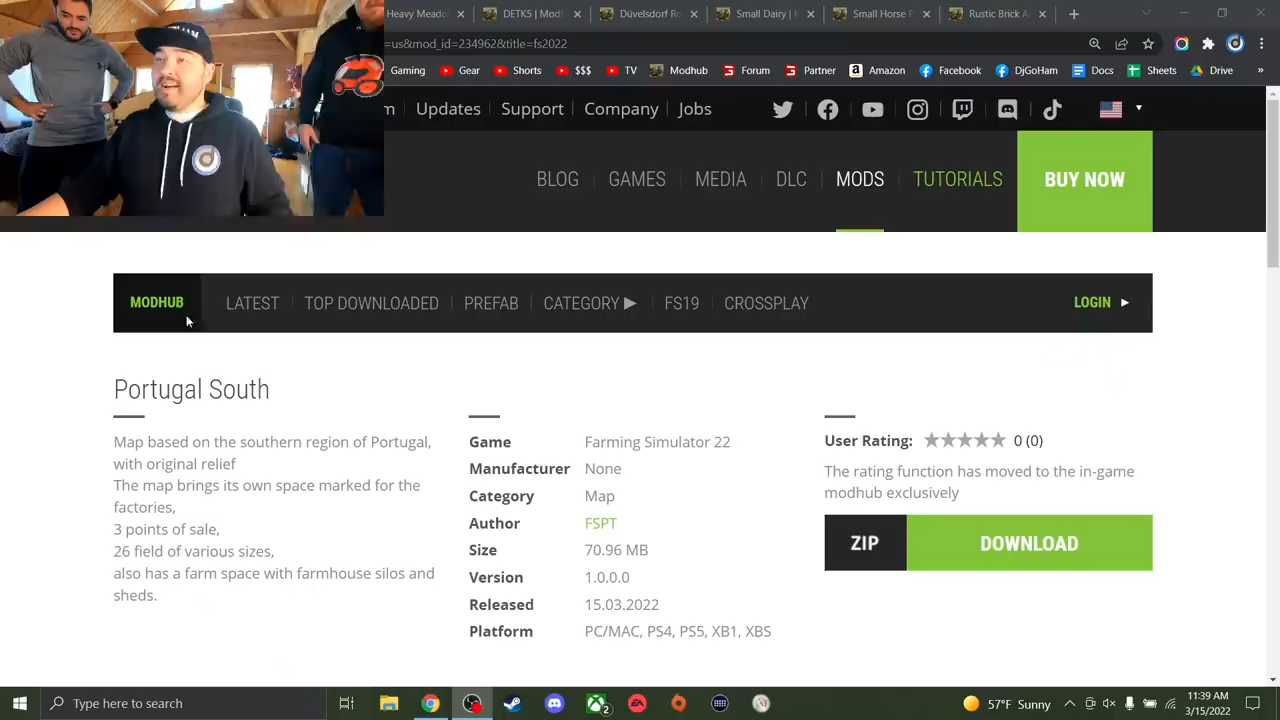 Heavy Meado
DETK5 | Mod
Düvelsdorf Ro
Small Dairy | M
Small Horse P
Rustic Brick A
=us&mod_id=234962&title=fs2022
Gaming Gear Shorts $$$ TV Modhub Forum Partner Amazon Facebook DjGoHam Docs Sheets Drive
Updates Support Company Jobs
BLOG GAMES MEDIA DLC MODS TUTORIALS BUY NOW
MODHUB LATEST TOP DOWNLOADED PREFAB CATEGORY ▶ FS19 CROSSPLAY LOGIN
Portugal South
Map based on the southern region of Portugal,
with original relief
The map brings its own space marked for the
factories,
3 points of sale,
26 field of various sizes,
also has a farm space with farmhouse silos and
sheds.
Game Farming Simulator 22
Manufacturer None
Category Map
Author FSPT
Size 70.96 MB
Version 1.0.0.0
Released 15.03.2022
Platform PC/MAC, PS4, PS5, XB1, XBS
User Rating: 0 (0)
The rating function has moved to the in-game
modhub exclusively
ZIP DOWNLOAD
Type here to search
57°F Sunny
11:39 AM
3/15/2022